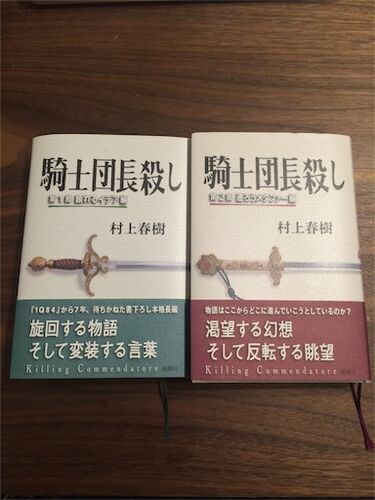 騎士団長殺し
第1部 顕れるイデア編
村上春樹
『1Q84』から7年、待ちかねた書下ろし本格長編
旋回する物語
そして変装する言葉
Killing Commendatore 新潮社
騎士団長殺し
第2部 遷ろうメタファー編
村上春樹
物語はここからどこに進んでいこうとしているのか?
渇望する幻想
そして反転する眺望
Killing Commendatore 新潮社